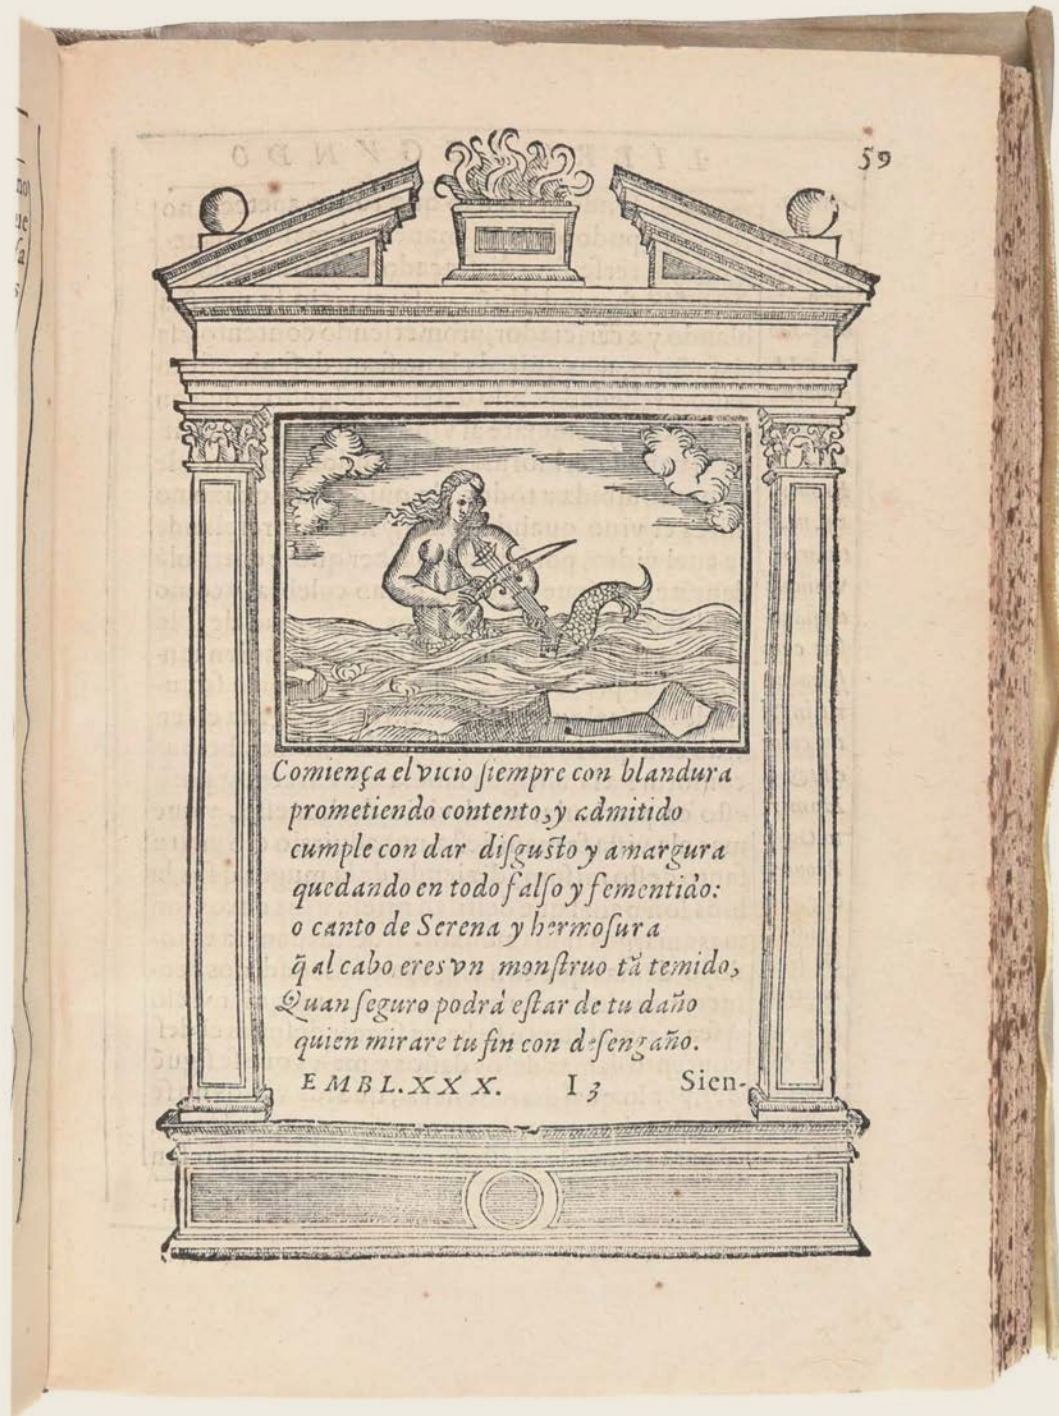 59
Comiença el vicio ſiempre con blandura
prometiendo contento, y admitido
cumple con dar diſguſto y amargura
quedando en todo falſo y fementido:
o canto de Serena y hermoſura
q̃ al cabo eres vn monſtruo tã temido,
Quan ſeguro podrá eſtar de tu daño
quien mirare tu fin con deſengaño.
EMBL. XXX. I 3 Sien-